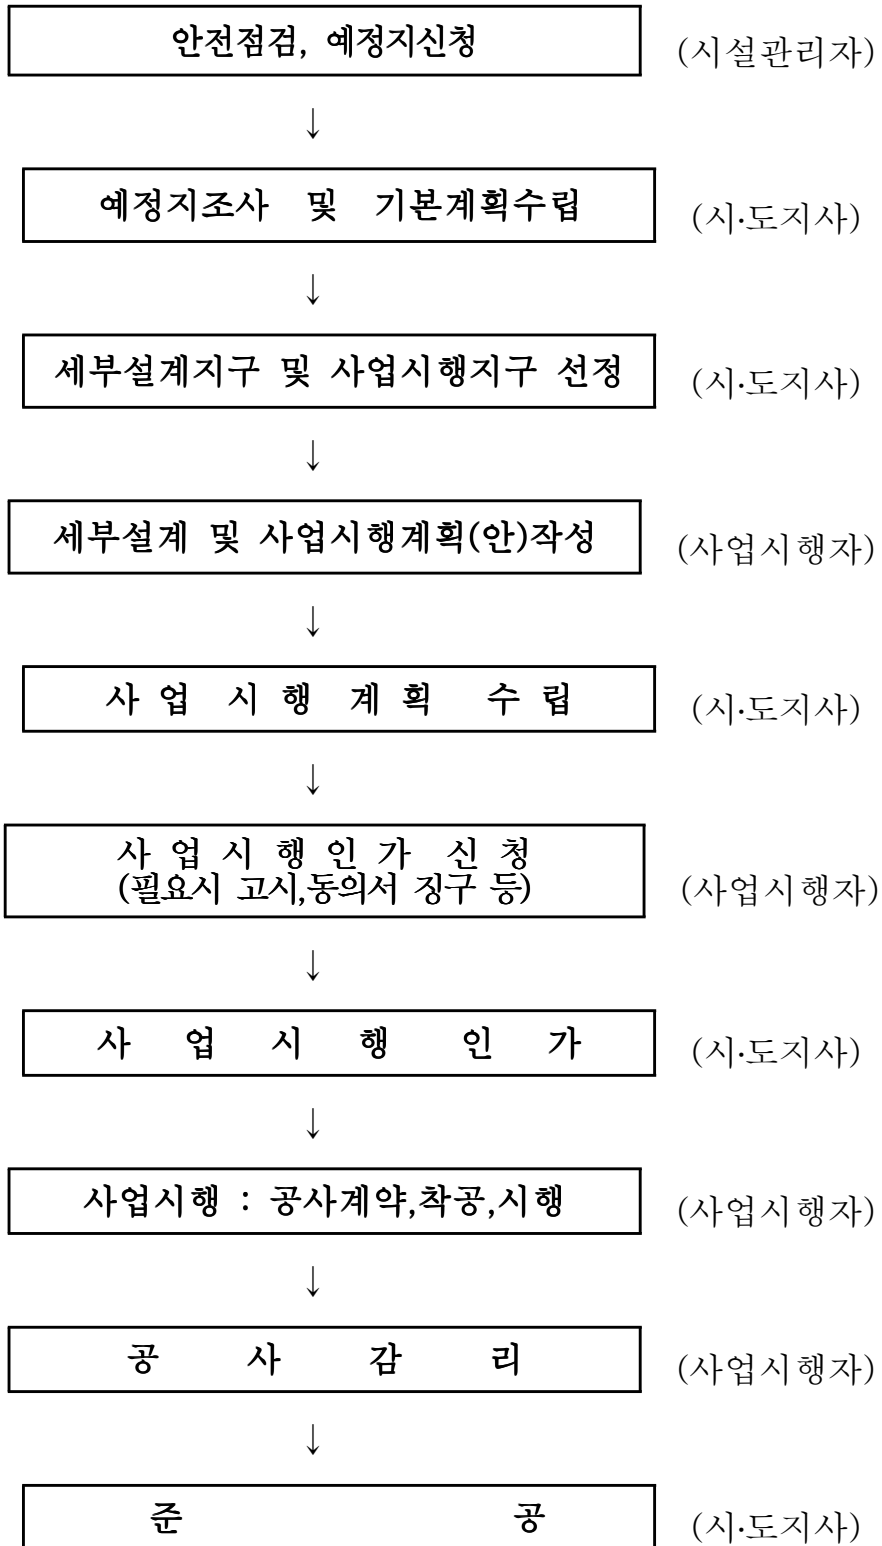 안전점검, 예정지신청 (시설관리자)
↓
예정지조사 및 기본계획수립 (시·도지사)
↓
세부설계지구 및 사업시행지구 선정 (시·도지사)
↓
세부설계 및 사업시행계획(안)작성 (사업시행자)
↓
사 업 시 행 계 획 수 립 (시·도지사)
↓
사 업 시 행 인 가 신 청
(필요시 고시,동의서 징구 등) (사업시행자)
↓
사 업 시 행 인 가 (시·도지사)
↓
사업시행 : 공사계약,착공,시행 (사업시행자)
↓
공 사 감 리 (사업시행자)
↓
준 공 (시·도지사)